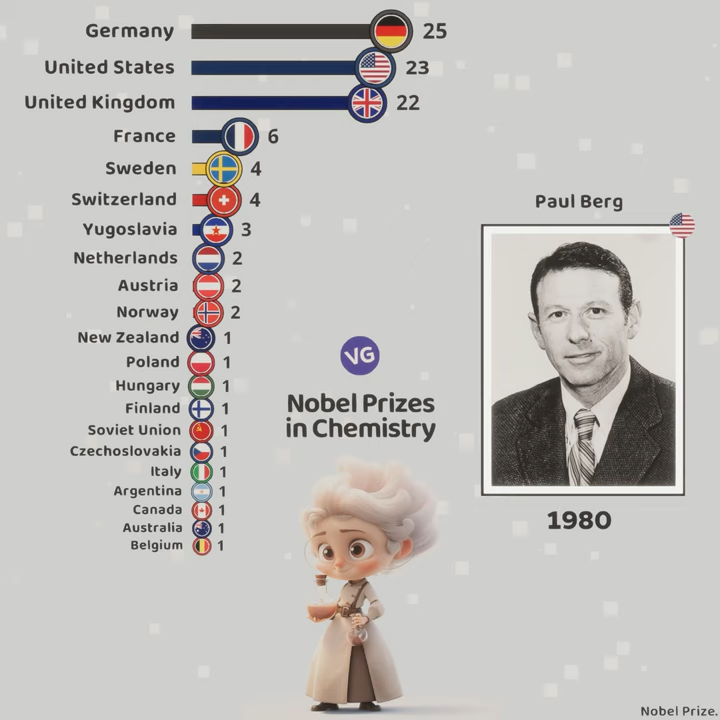 Germany 25
United States 23
United Kingdom 22
France 6
Sweden 4
Switzerland 4
Yugoslavia 3
Netherlands 2
Austria 2
Norway 2
New Zealand 1
Poland 1
Hungary 1
Finland 1
Soviet Union 1
Czechoslovakia 1
Italy 1
Argentina 1
Canada 1
Australia 1
Belgium 1
VG
Nobel Prizes
in Chemistry
Paul Berg
1980
Nobel Prize.